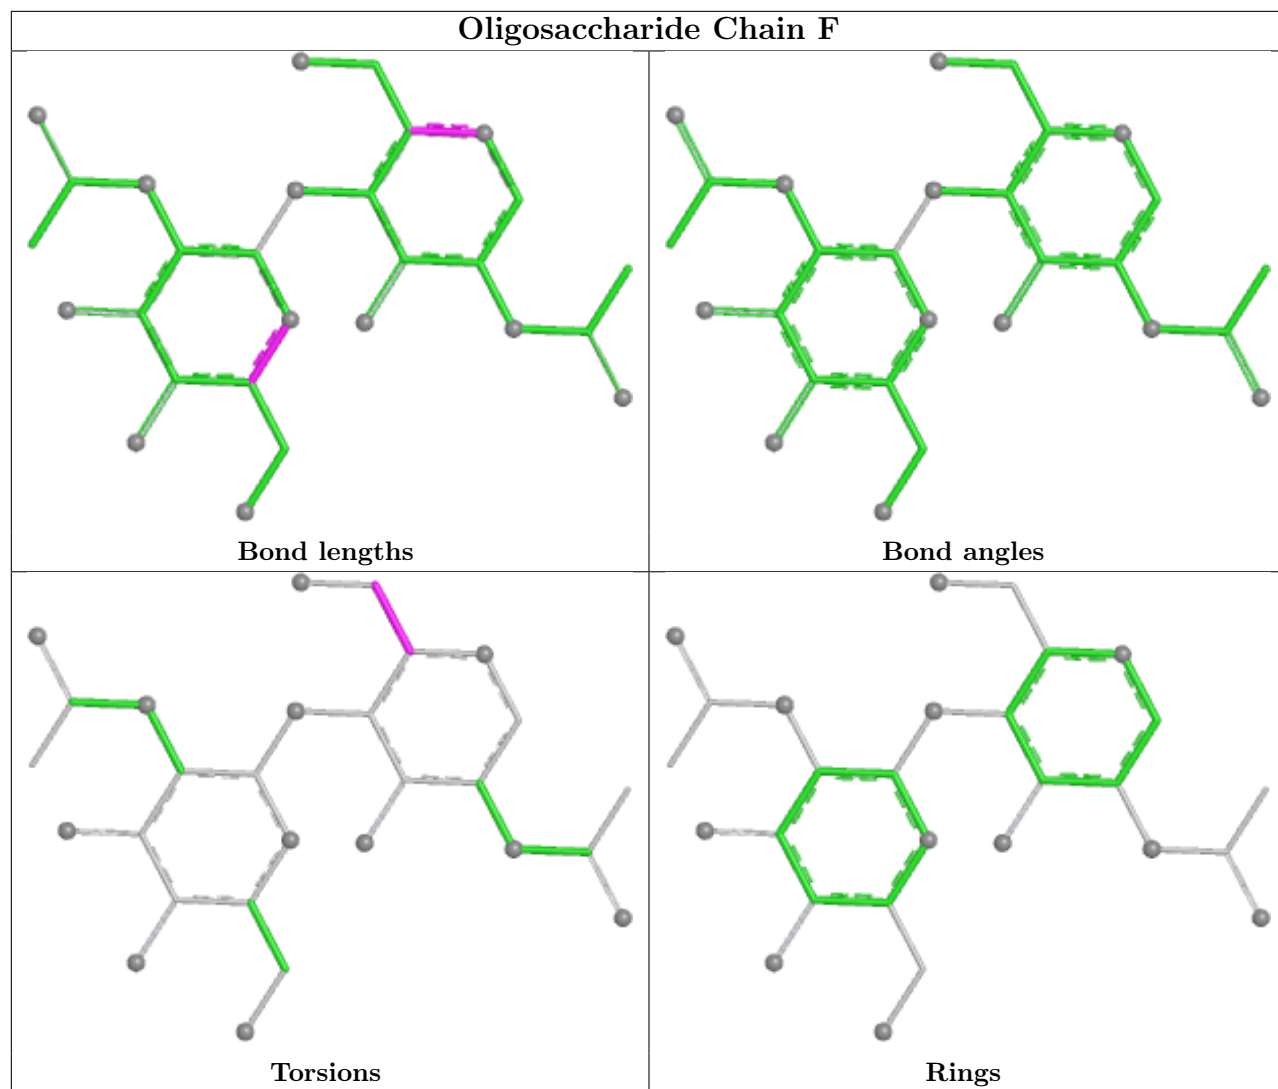 Oligosaccharide Chain F
Bond lengths
Bond angles
Torsions
Rings